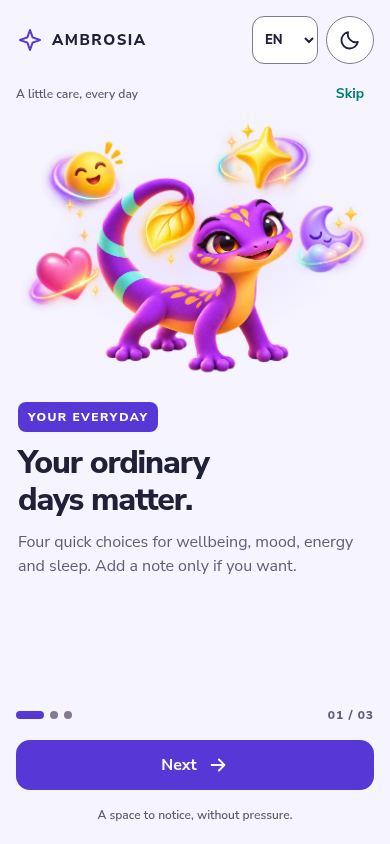 AMBROSIA
EN
A little care, every day
Skip
YOUR EVERYDAY
Your ordinary
days matter.
Four quick choices for wellbeing, mood, energy
and sleep. Add a note only if you want.
01 / 03
Next
A space to notice, without pressure.